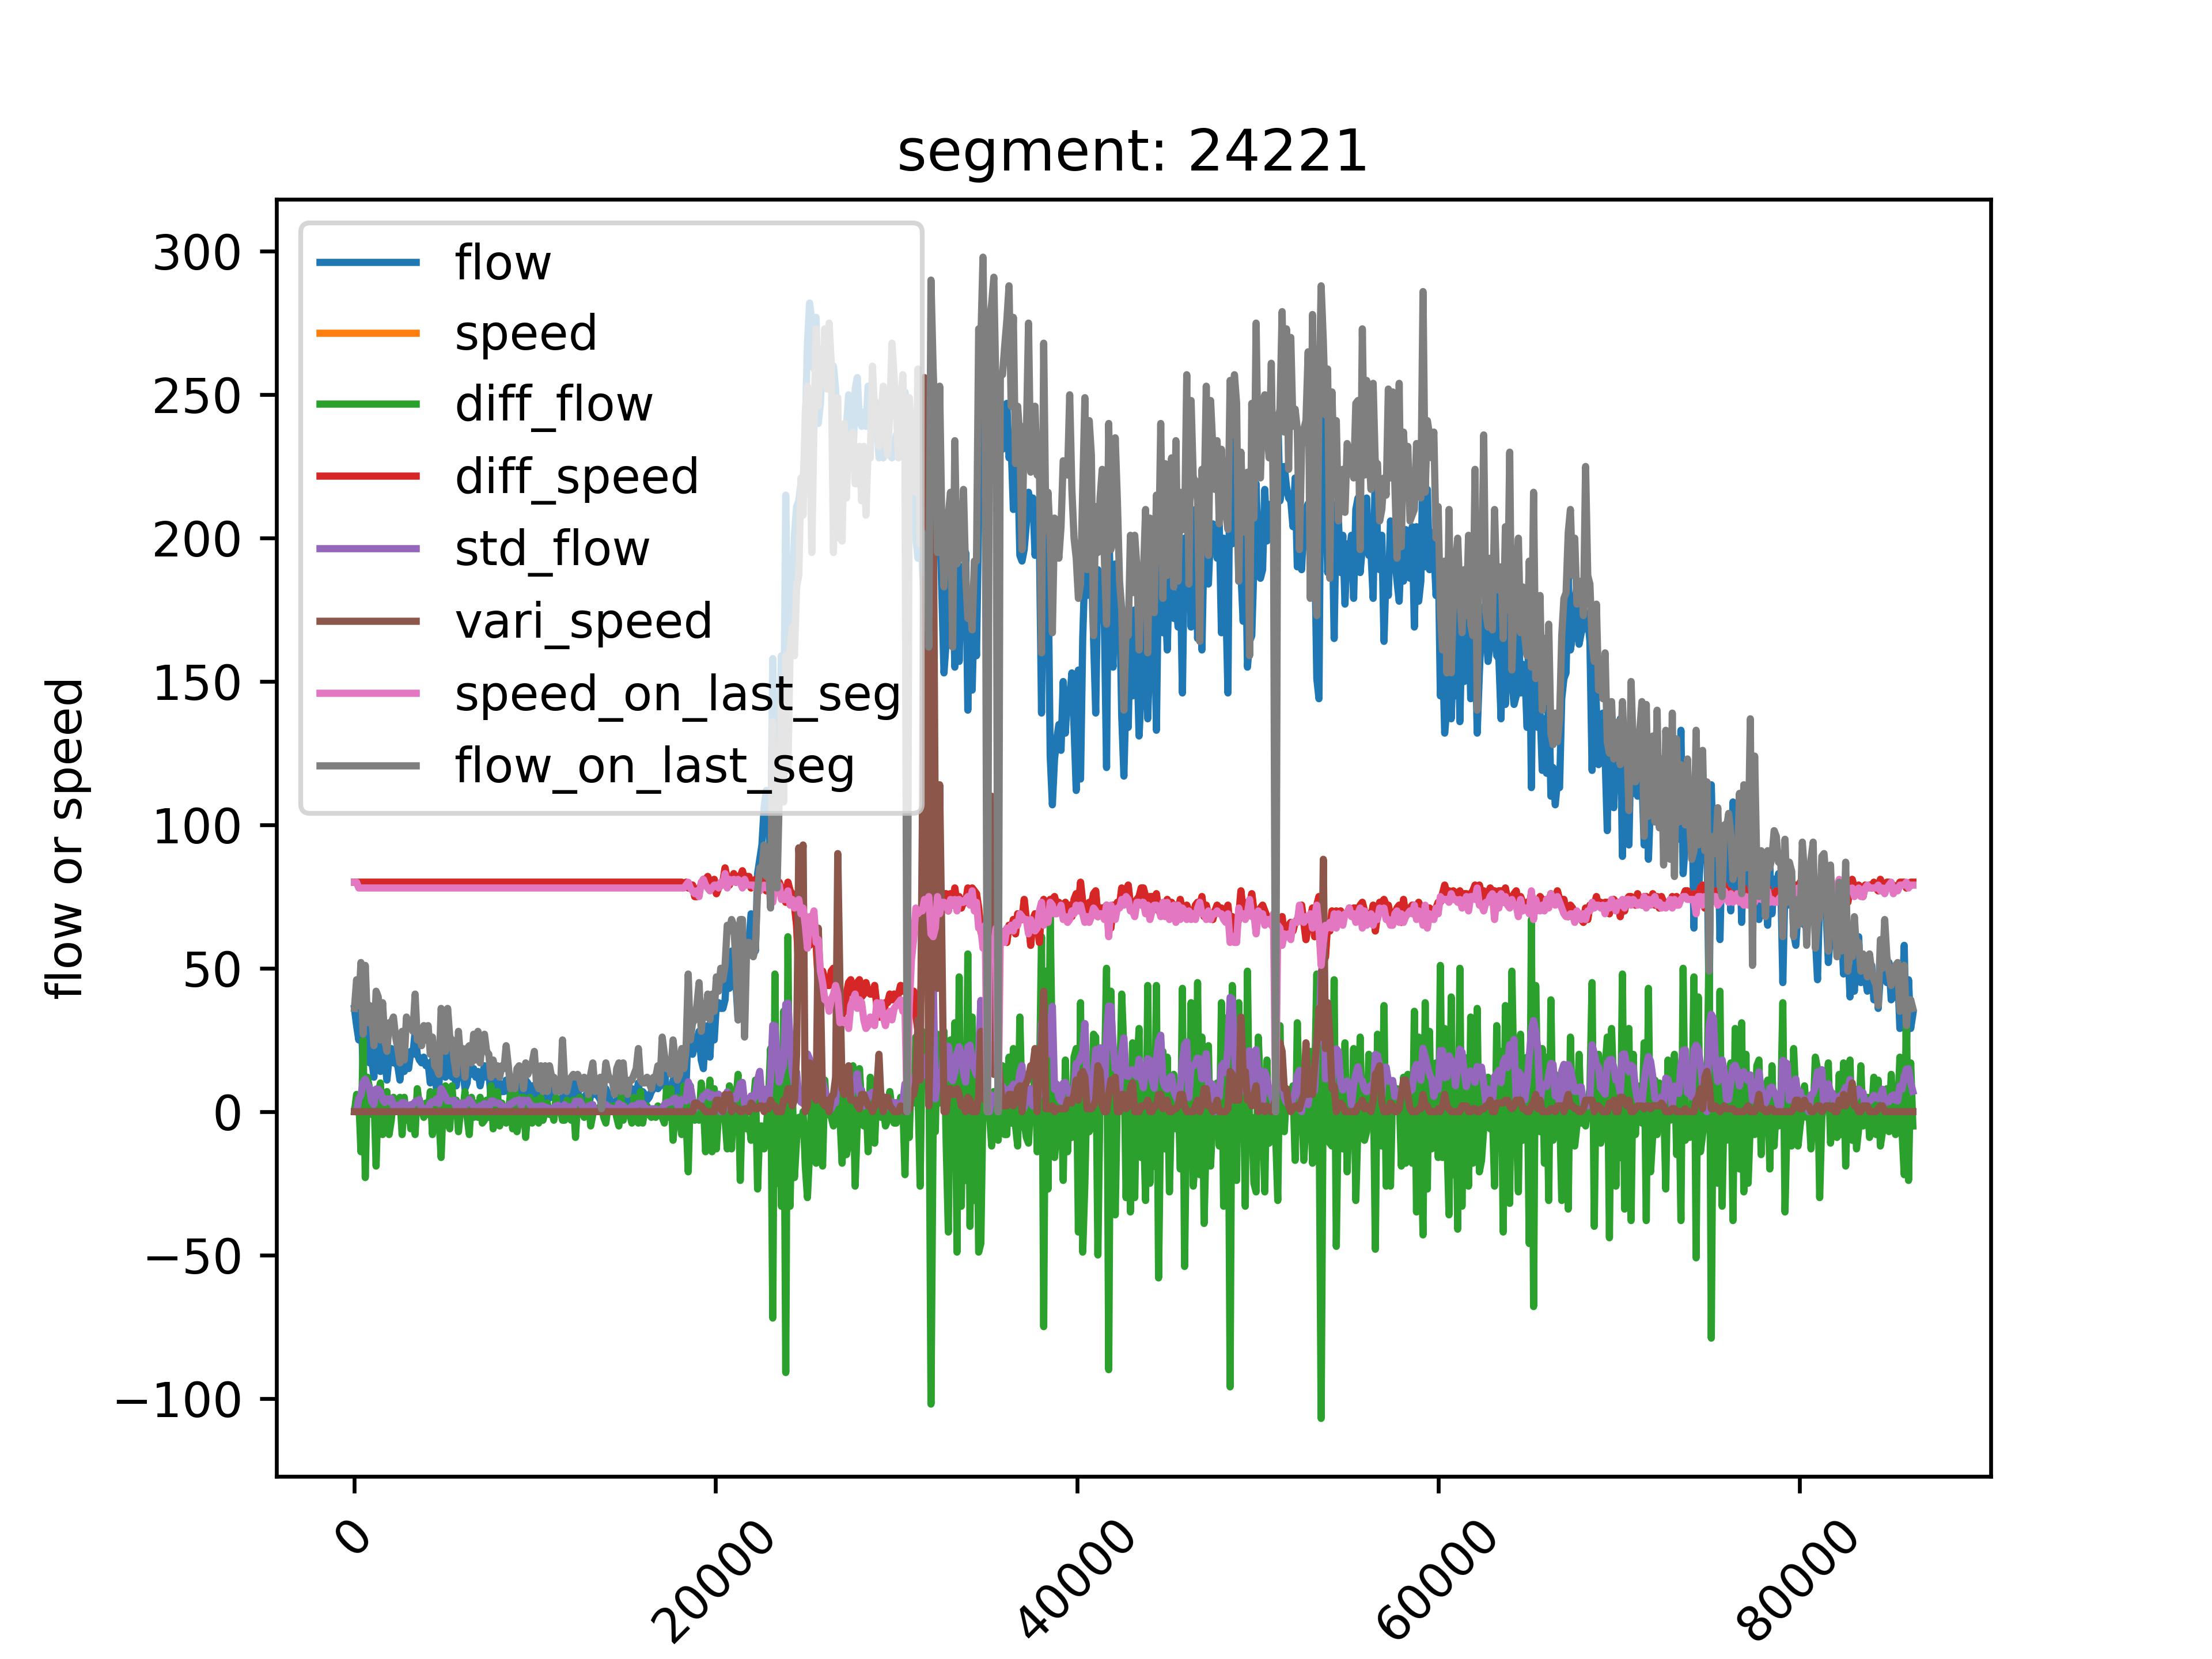 segment: 24221
300
250
200
150
100
50
0
−50
−100
flow or speed
flow
speed
diff_flow
diff_speed
std_flow
vari_speed
speed_on_last_seg
flow_on_last_seg
0
20000
40000
60000
80000